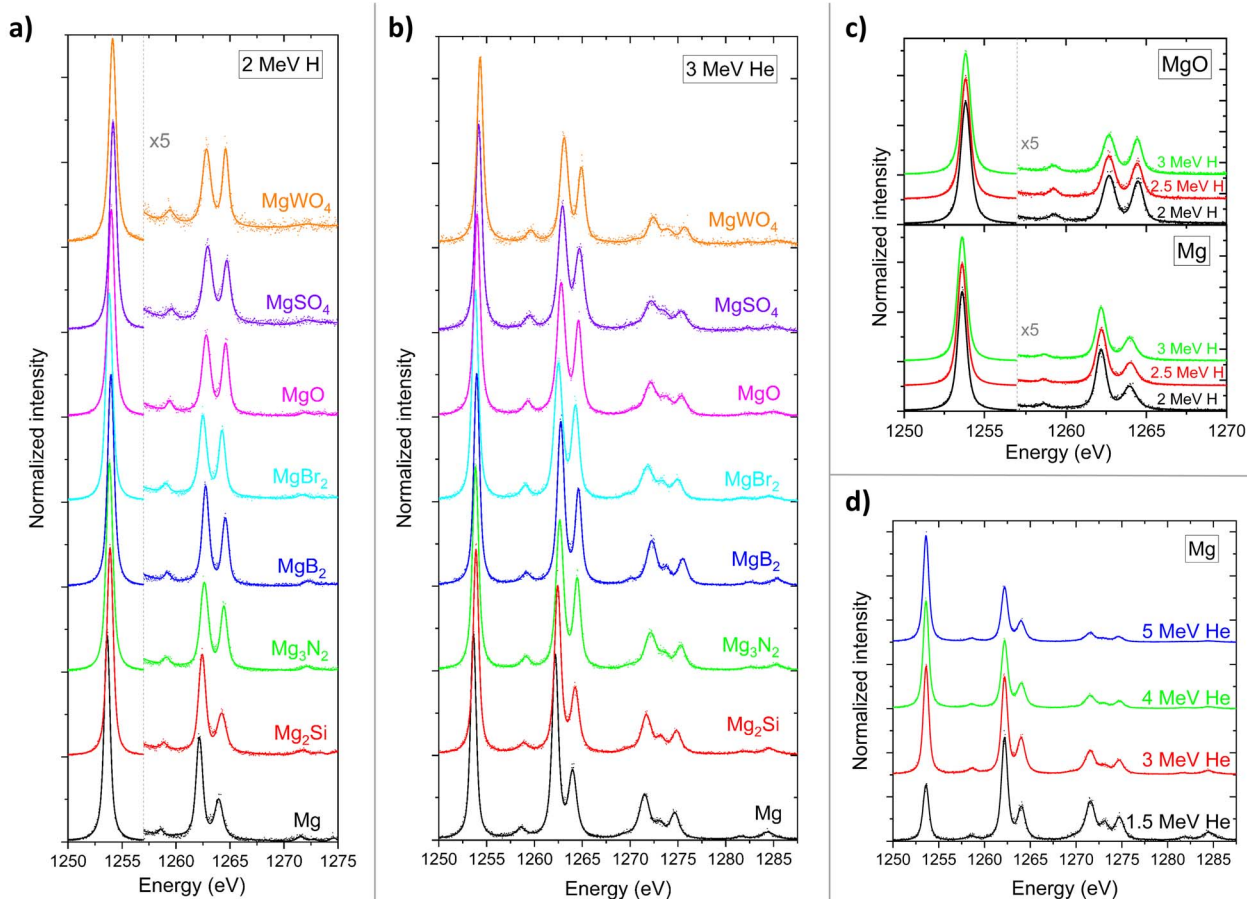 a)
2 MeV H
x5
MgWO4
MgSO4
MgO
MgBr2
MgB2
Mg3N2
Mg2Si
Mg
Normalized intensity
1250 1255 1260 1265 1270 1275
Energy (eV)
b)
3 MeV He
MgWO4
MgSO4
MgO
MgBr2
MgB2
Mg3N2
Mg2Si
Mg
Normalized intensity
1250 1255 1260 1265 1270 1275 1280 1285
Energy (eV)
c)
MgO
x5
3 MeV H
2.5 MeV H
2 MeV H
Mg
x5
3 MeV H
2.5 MeV H
2 MeV H
Normalized intensity
1250 1255 1260 1265 1270
Energy (eV)
d)
Mg
5 MeV He
4 MeV He
3 MeV He
1.5 MeV He
Normalized intensity
1250 1255 1260 1265 1270 1275 1280 1285
Energy (eV)